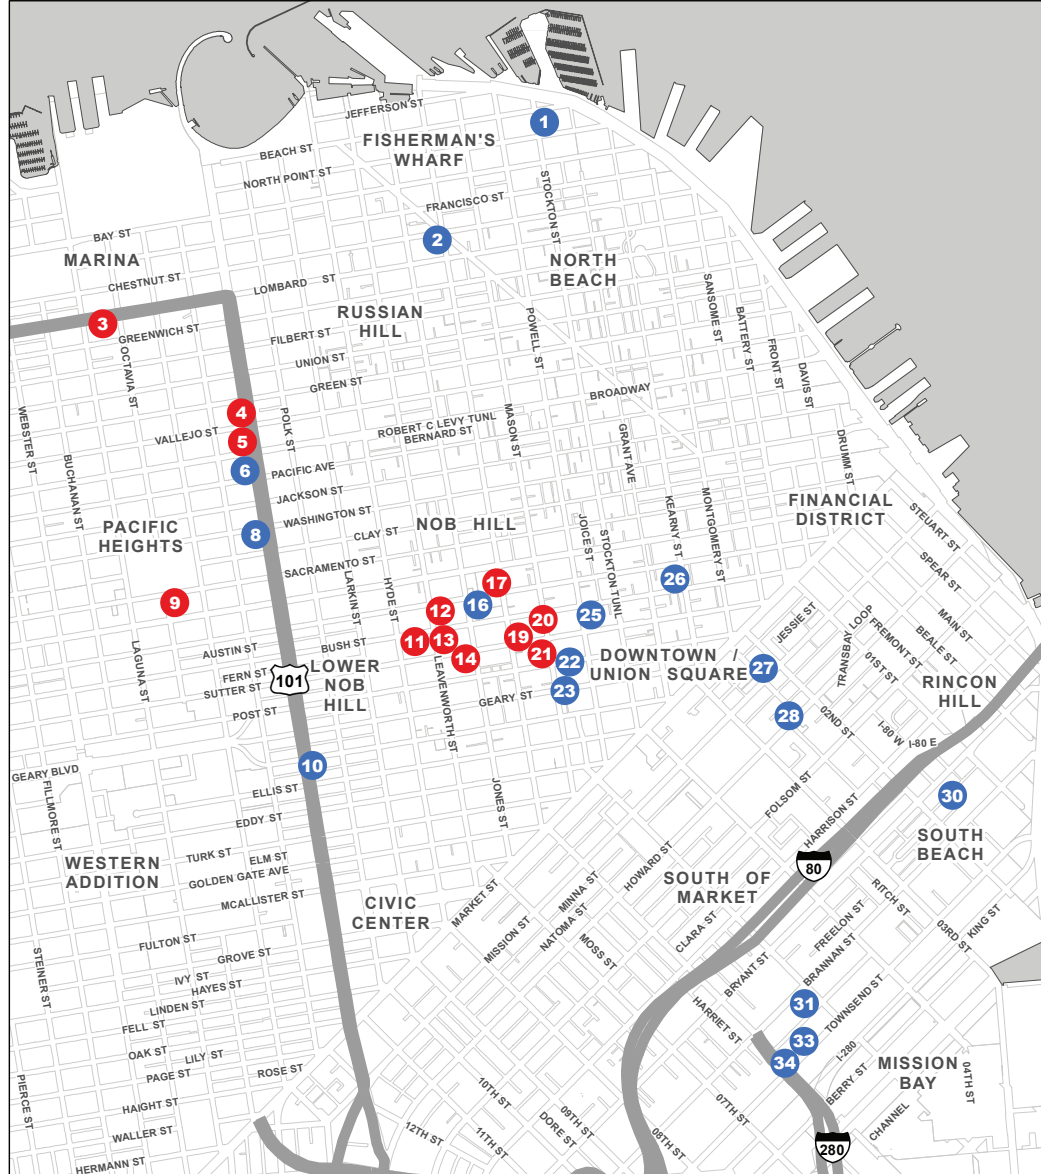 JEFFERSON ST
1
FISHERMAN'S
WHARF
BEACH ST
NORTH POINT ST
STOCKTON ST
FRANCISCO ST
BAY ST
2
MARINA
NORTH
BEACH
CHESTNUT ST
LOMBARD ST
SANSOME ST
BATTERY ST
RUSSIAN
HILL
3
GREENWICH ST
FILBERT ST
POWELL ST
FRONT ST
OCTAVIA ST
UNION ST
DAVIS ST
GREEN ST
BROADWAY
WEBSTER ST
4
POLK ST
ROBERT C LEVY TUNL
BERNARD ST
MASON ST
GRANT AVE
VALLEJO ST
5
DRUMM ST
BUCHANAN ST
6
PACIFIC AVE
JACKSON ST
KEARNY ST
MONTGOMERY ST
FINANCIAL
DISTRICT
STEUART ST
PACIFIC
HEIGHTS
8
WASHINGTON ST
CLAY ST
NOB HILL
JOICE ST
STOCKTON TUNL
SACRAMENTO ST
LARKIN ST
HYDE ST
17
26
SPEAR ST
9
12
16
20
25
JESSIE ST
TRANSBAY LOOP
FREMONT ST
MAIN ST
BEALE ST
11
13
19
LAGUNA ST
AUSTIN ST
BUSH ST
14
21
22
DOWNTOWN /
UNION SQUARE
27
01ST ST
FERN ST
SUTTER ST
101
LOWER
NOB
HILL
LEAVENWORTH ST
GEARY ST
23
RINCON
HILL
POST ST
28
02ND ST
I-80 W
I-80 E
GEARY BLVD
10
FILLMORE ST
ELLIS ST
JONES ST
FOLSOM ST
HARRISON ST
30
EDDY ST
SOUTH
BEACH
TURK ST
ELM ST
WESTERN
ADDITION
GOLDEN GATE AVE
MCALLISTER ST
HOWARD ST
80
SOUTH OF
MARKET
CIVIC
CENTER
MARKET ST
MINNA ST
NATOMA ST
MISSION ST
RITCH ST
KING ST
FULTON ST
MOSS ST
CLARA ST
FREELON ST
03RD ST
STEINER ST
GROVE ST
IVY ST
HAYES ST
BRYANT ST
BRANNAN ST
LINDEN ST
FELL ST
HARRIET ST
31
TOWNSEND ST
OAK ST
LILY ST
33
I-280
PAGE ST
ROSE ST
34
MISSION
BAY
PIERCE ST
HAIGHT ST
10TH ST
09TH ST
07TH ST
BERRY ST
04TH ST
WALLER ST
12TH ST
11TH ST
DORE ST
08TH ST
CHANNEL
280
HERMANN ST